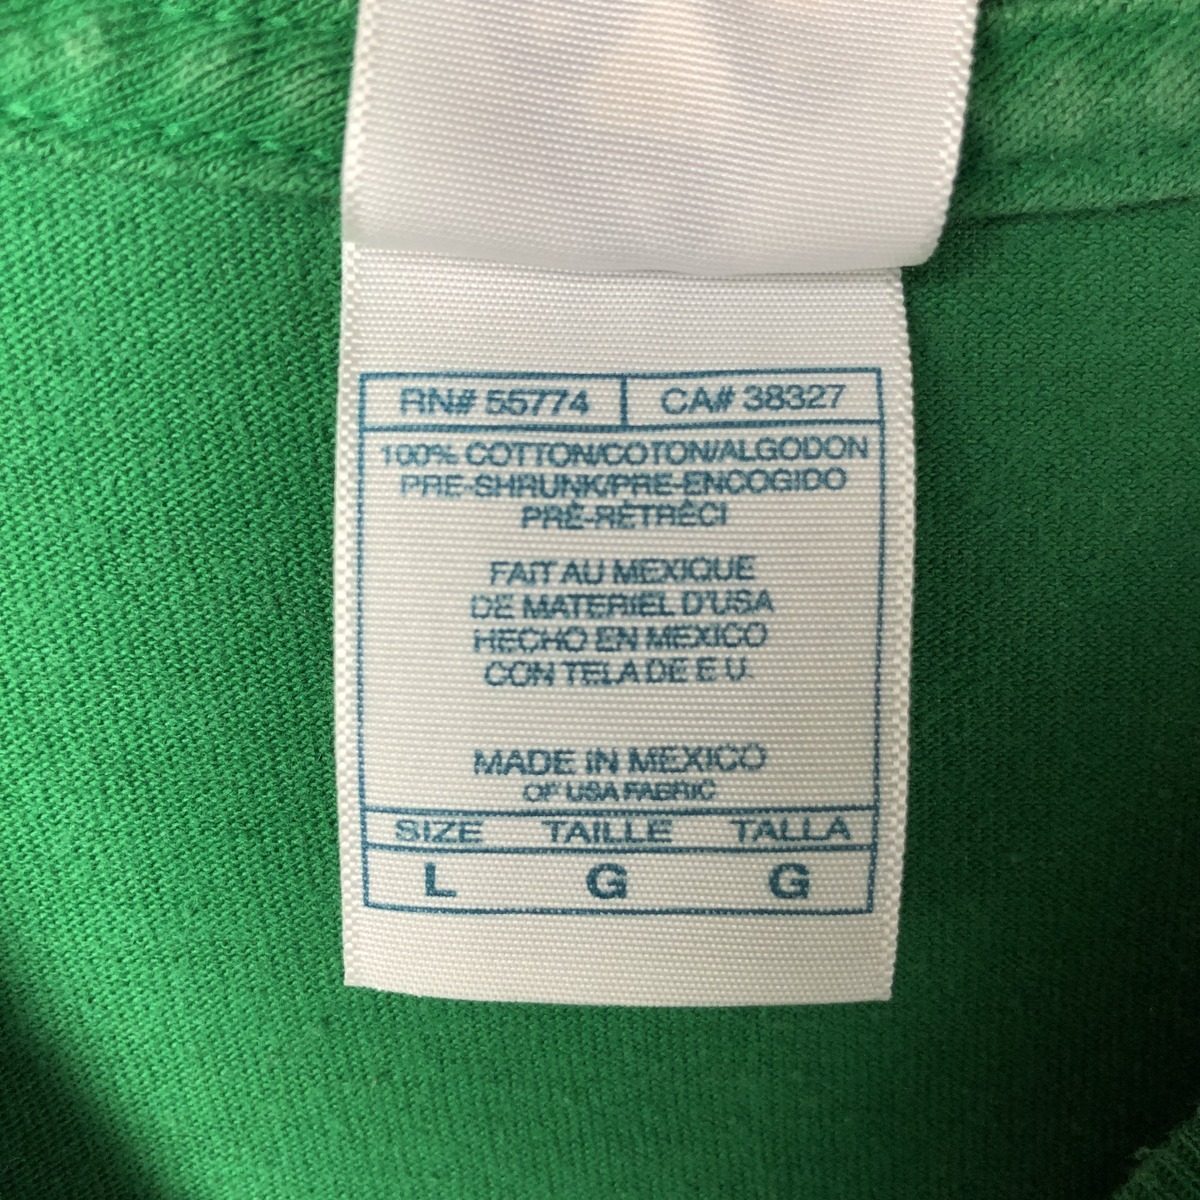 RN# 55774 CA# 38327
100% COTTON/COTON/ALGODON
PRE-SHRUNK/PRE-ENCOGIDO
PRÉ-RÉTRÉCI
FAIT AU MEXIQUE
DE MATERIEL D'USA
HECHO EN MEXICO
CON TELA DE E U.
MADE IN MEXICO
OF USA FABRIC
SIZE TAILLE TALLA
L G G